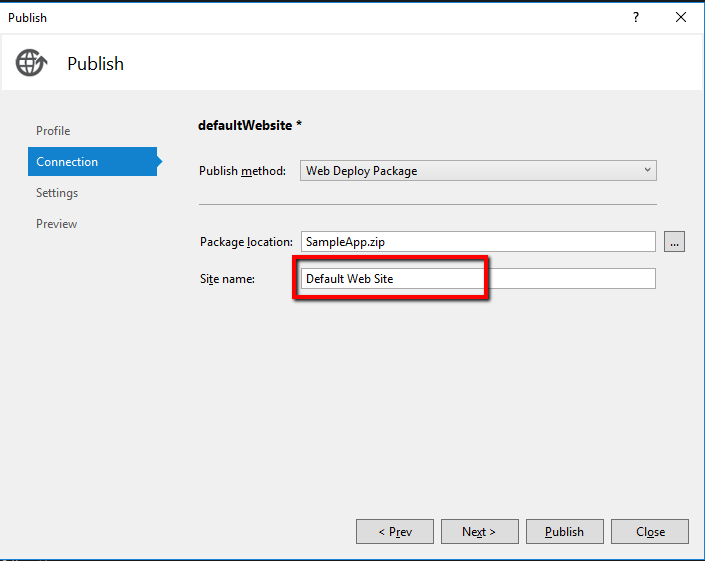 Publish
?
Publish
Profile
Connection
Settings
Preview
defaultWebsite *
Publish method: Web Deploy Package
Package location: SampleApp.zip ...
Site name: Default Web Site
< Prev Next > Publish Close